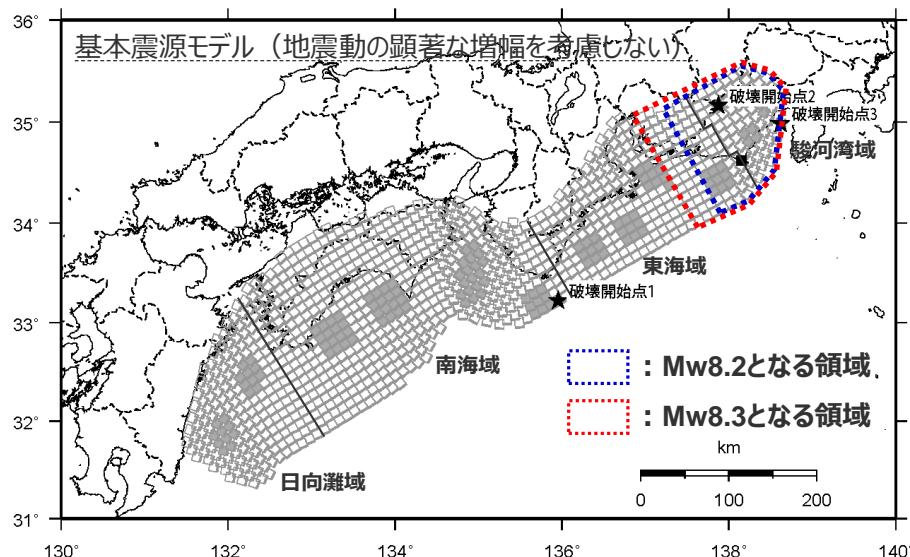 基本震源モデル（地震動の顕著な増幅を考慮しない）
36°
35°
34°
33°
32°
31°
破壊開始点2
破壊開始点3
駿河湾域
東海域
破壊開始点1
南海域
日向灘域
：Mw8.2となる領域
：Mw8.3となる領域
km
0 100 200
130° 132° 134° 136° 138° 140°